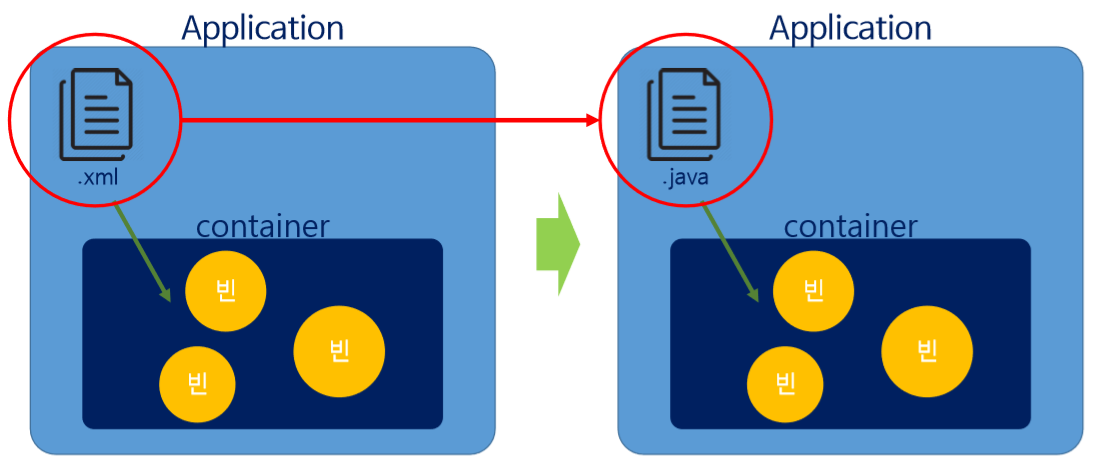 Application
.xml
container
빈
빈
빈
Application
.java
container
빈
빈
빈